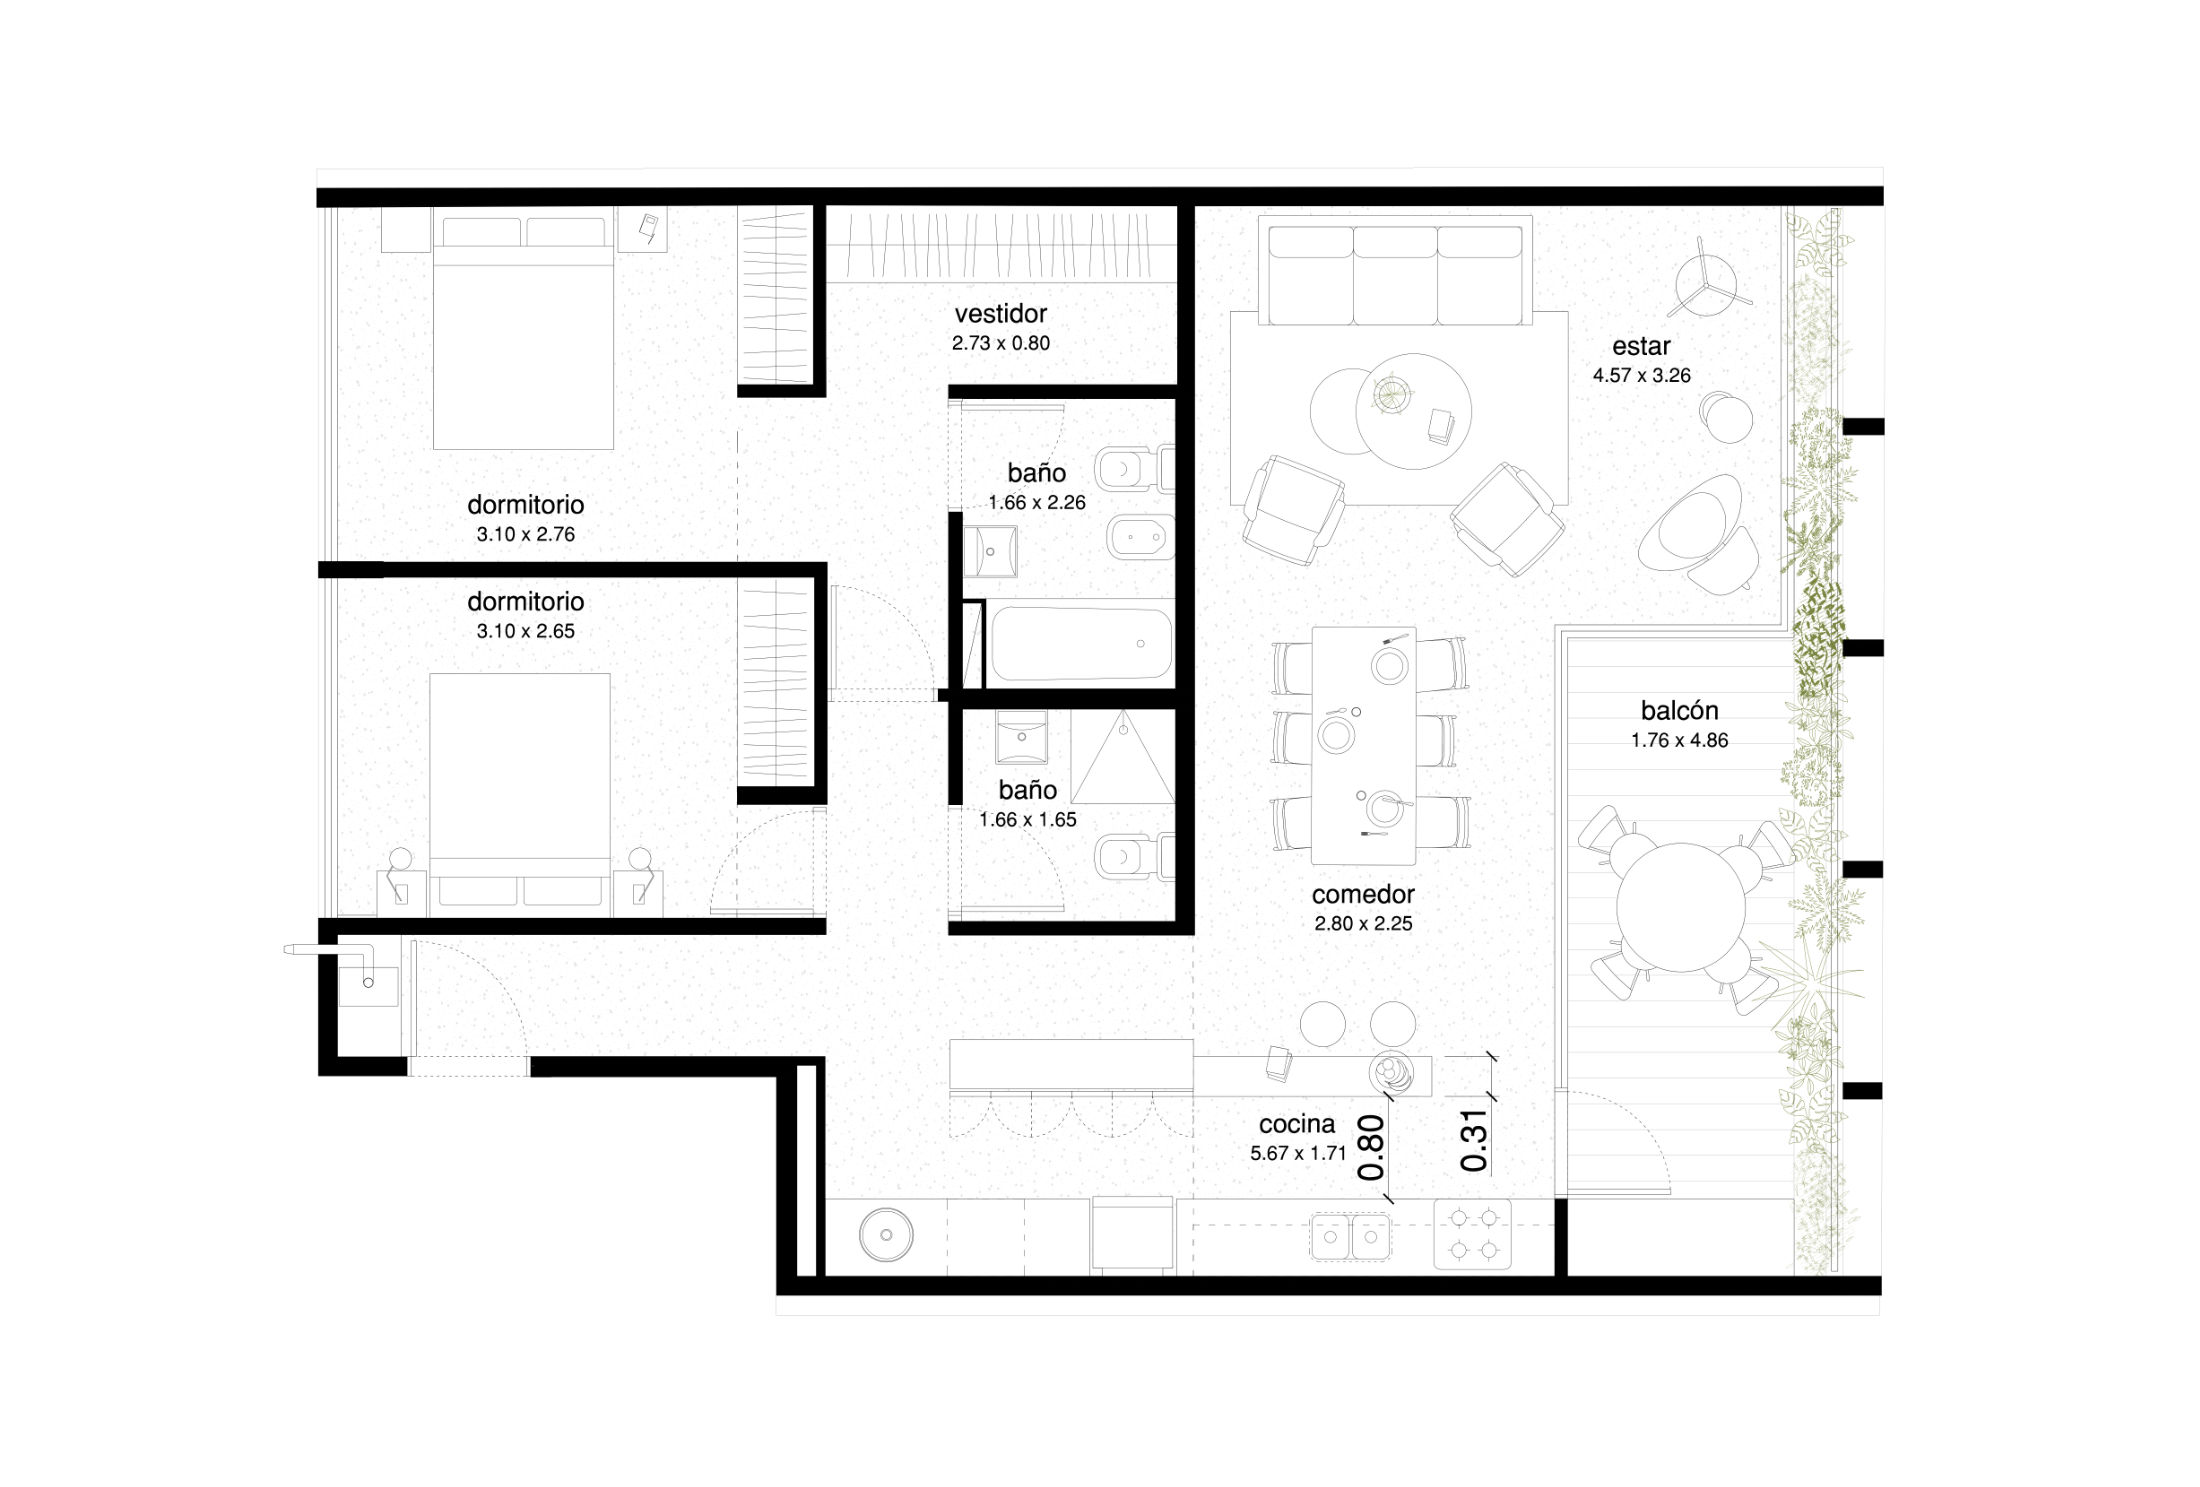 vestidor
2.73 x 0.80
estar
4.57 x 3.26
baño
1.66 x 2.26
dormitorio
3.10 x 2.76
dormitorio
3.10 x 2.65
balcón
1.76 x 4.86
baño
1.66 x 1.65
comedor
2.80 x 2.25
cocina
5.67 x 1.71
0.80
0.31